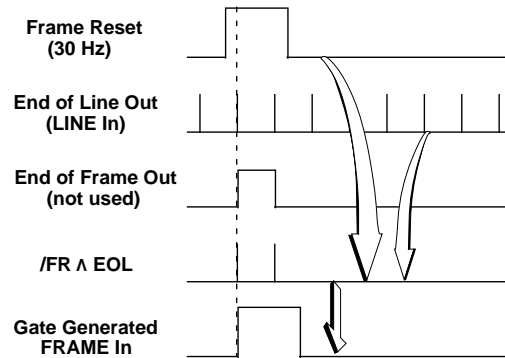 Frame Reset
(30 Hz)
End of Line Out
(LINE In)
End of Frame Out
(not used)
/FR Λ EOL
Gate Generated
FRAME In